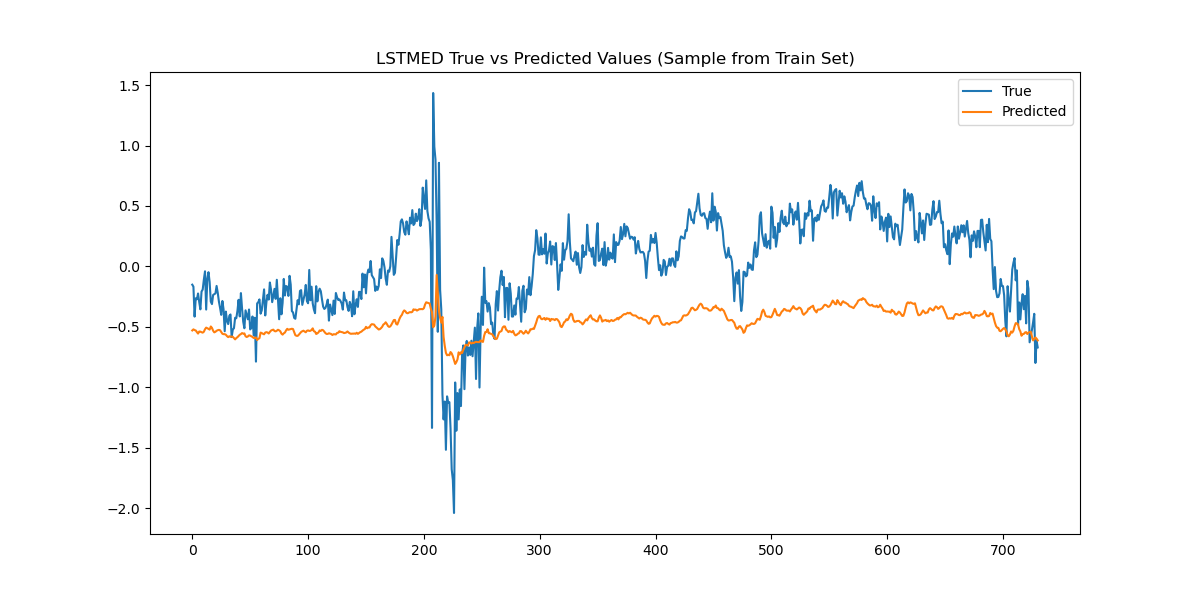 LSTMED True vs Predicted Values (Sample from Train Set)
True
Predicted
1.5
1.0
0.5
0.0
−0.5
−1.0
−1.5
−2.0
0 100 200 300 400 500 600 700